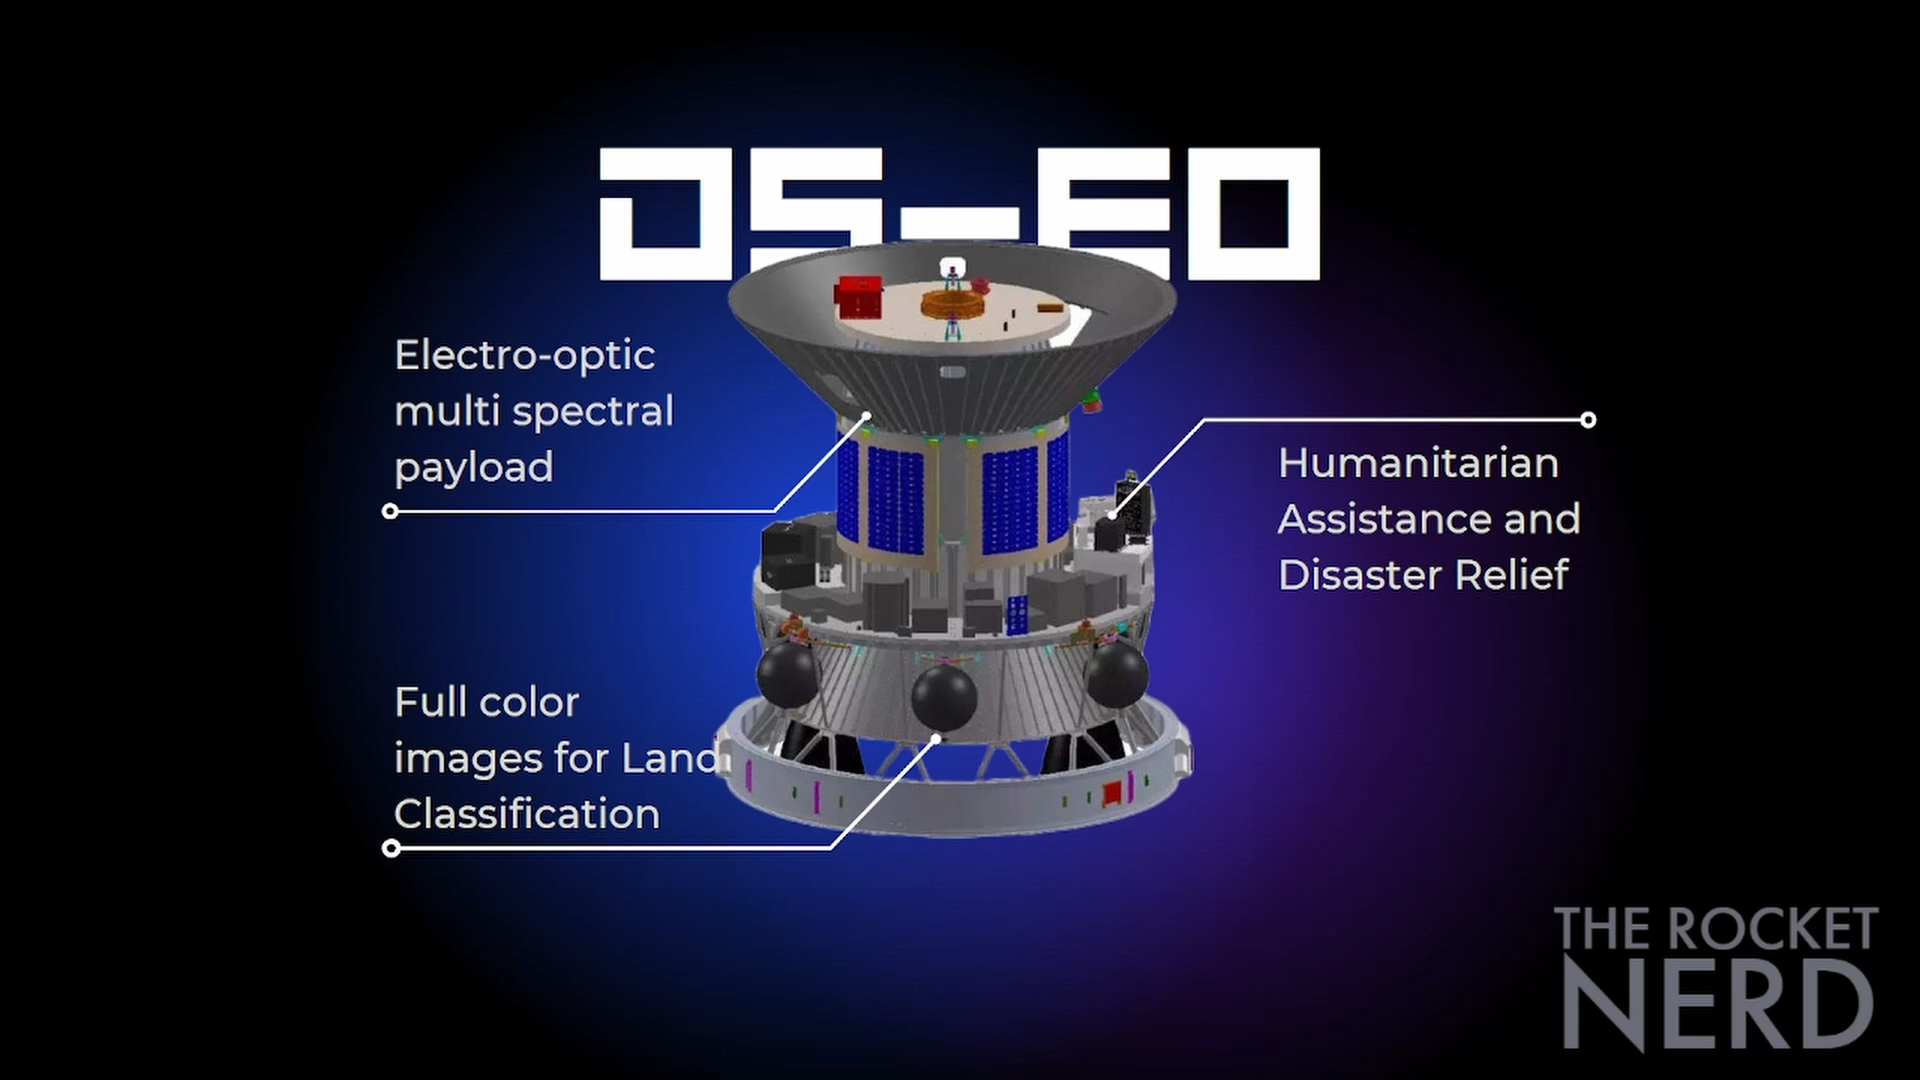 DS-EO
Electro-optic
multi spectral
payload
Humanitarian
Assistance and
Disaster Relief
Full color
images for Land
Classification
THE ROCKET
NERD